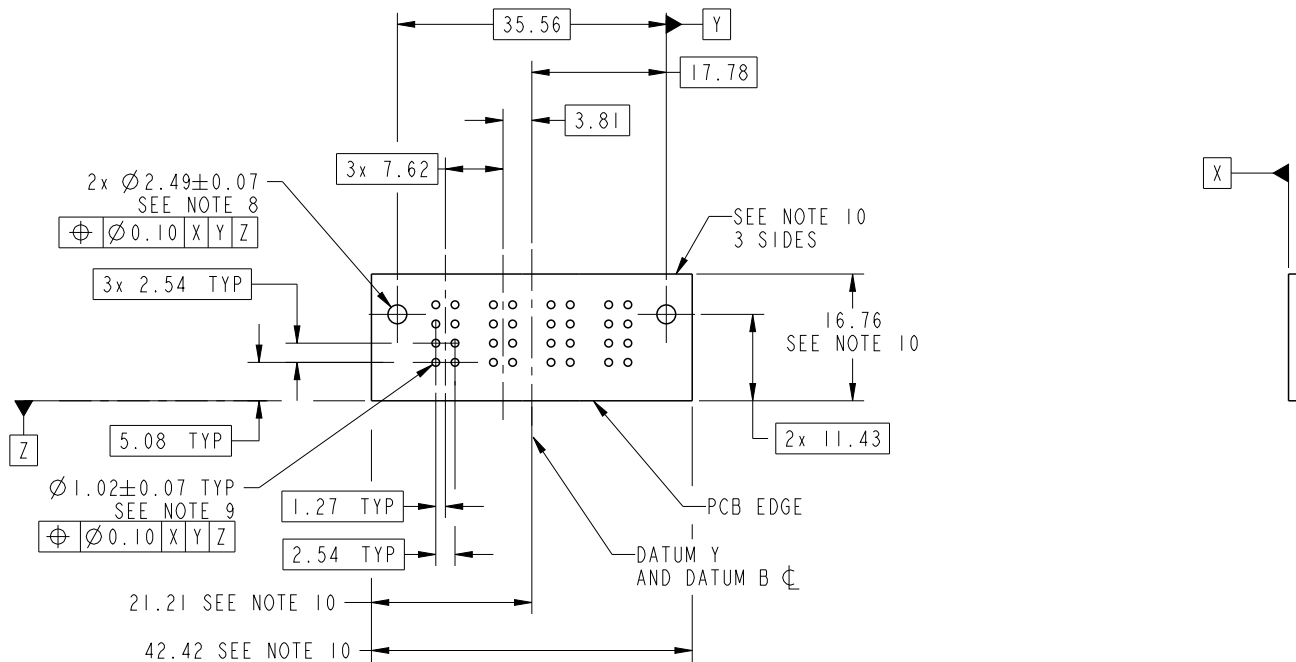 35.56
Y
17.78
3.81
3x 7.62
X
2x Ø2.49±0.07
SEE NOTE 8
⌖ Ø0.10 X Y Z
SEE NOTE 10
3 SIDES
3x 2.54 TYP
16.76
SEE NOTE 10
Z
5.08 TYP
2x 11.43
Ø1.02±0.07 TYP
SEE NOTE 9
⌖ Ø0.10 X Y Z
1.27 TYP
PCB EDGE
2.54 TYP
DATUM Y
AND DATUM B ℄
21.21 SEE NOTE 10
42.42 SEE NOTE 10